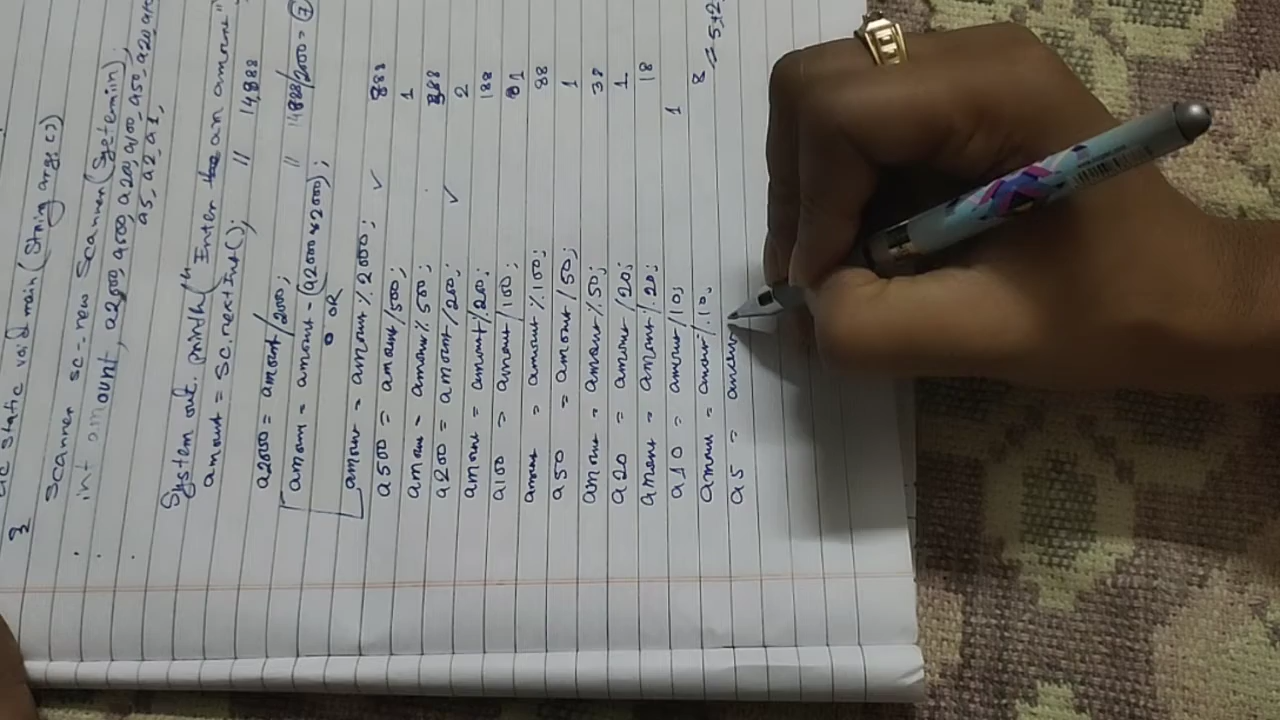 static void main(String args[])
{
Scanner sc = new Scanner(System.in);
int amount, a2000, a500, a200, a100, a50, a20, a10
a5, a2, a1,
System.out.println("Enter an amount"
amount = sc.nextInt(); // 14,888
a2000 = amount/2000; // 14888/2000 = 7
amount = amount - (a2000*2000);
OR
amount = amount % 2000; ✓ 888
a500 = amount/500; 1
amount = amount % 500; 388
a200 = amount/200; ✓ 2
amount = amount % 200; 188
a100 = amount/100; 1
amount = amount % 100; 88
a50 = amount/50; 1
amount = amount % 50; 38
a20 = amount/20; 1
amount = amount % 20; 18
a10 = amount/10; 1
amount = amount % 10; 8
a5 = amoun = 5+2